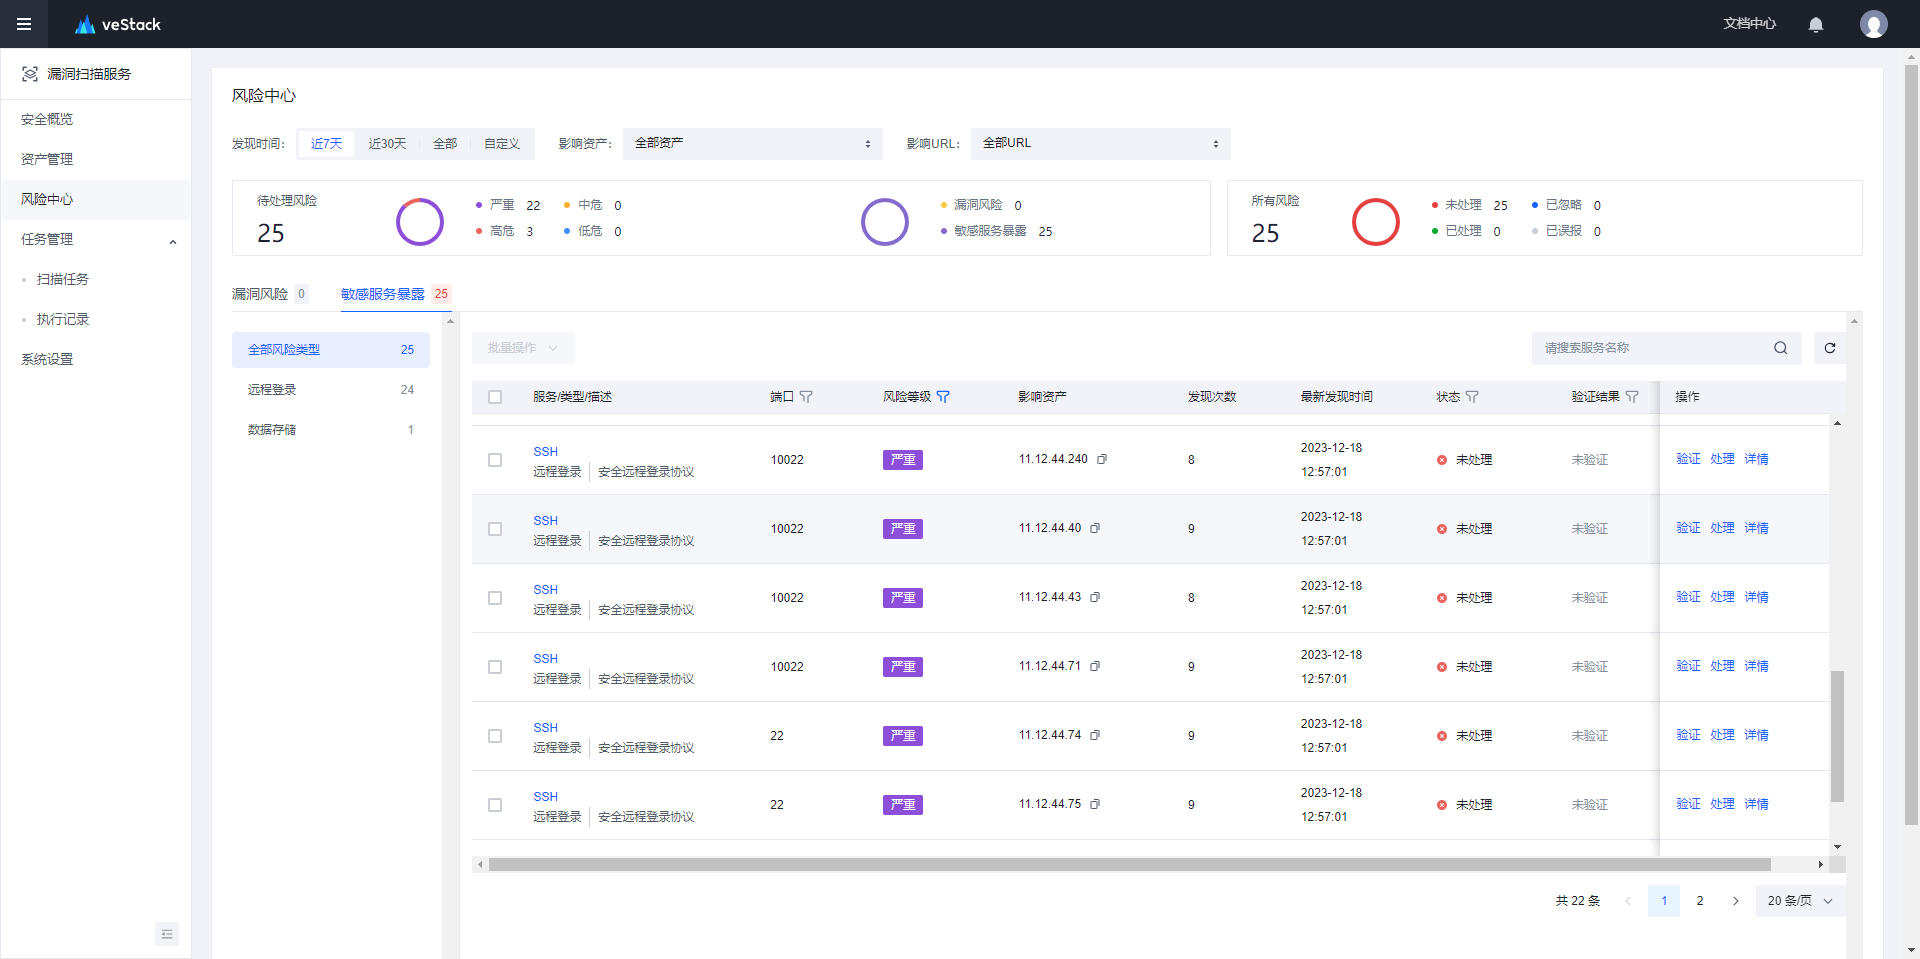 veStack
文档中心
漏洞扫描服务
安全概览
资产管理
风险中心
任务管理
扫描任务
执行记录
系统设置
风险中心
发现时间: 近7天 近30天 全部 自定义 影响资产: 全部资产 影响URL: 全部URL
待处理风险
25
严重 22 中危 0
高危 3 低危 0
漏洞风险 0
敏感服务暴露 25
所有风险
25
未处理 25 已忽略 0
已处理 0 已误报 0
漏洞风险 0 敏感服务暴露 25
全部风险类型 25
远程登录 24
数据存储 1
批量操作
请搜索服务名称
服务/类型/描述 端口 风险等级 影响资产 发现次数 最新发现时间 状态 验证结果 操作
SSH
远程登录 安全远程登录协议
10022 严重 11.12.44.240 8 2023-12-18
12:57:01
未处理 未验证 验证 处理 详情
SSH
远程登录 安全远程登录协议
10022 严重 11.12.44.40 9 2023-12-18
12:57:01
未处理 未验证 验证 处理 详情
SSH
远程登录 安全远程登录协议
10022 严重 11.12.44.43 8 2023-12-18
12:57:01
未处理 未验证 验证 处理 详情
SSH
远程登录 安全远程登录协议
10022 严重 11.12.44.71 9 2023-12-18
12:57:01
未处理 未验证 验证 处理 详情
SSH
远程登录 安全远程登录协议
22 严重 11.12.44.74 9 2023-12-18
12:57:01
未处理 未验证 验证 处理 详情
SSH
远程登录 安全远程登录协议
22 严重 11.12.44.75 9 2023-12-18
12:57:01
未处理 未验证 验证 处理 详情
共 22 条 1 2 20 条/页